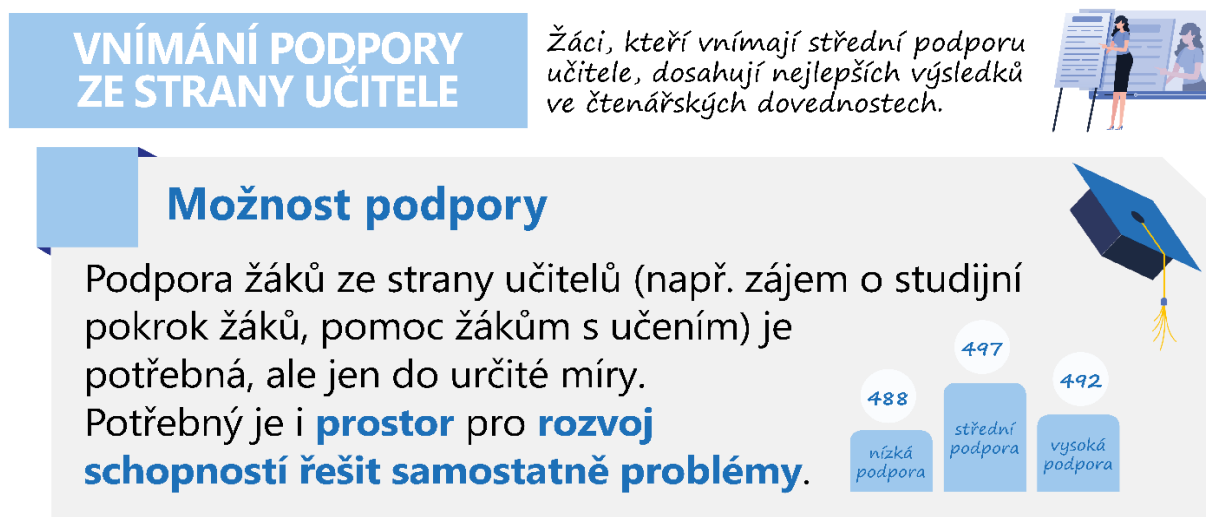 VNÍMÁNÍ PODPORY
ZE STRANY UČITELE
Žáci, kteří vnímají střední podporu
učitele, dosahují nejlepších výsledků
ve čtenářských dovednostech.
Možnost podpory
Podpora žáků ze strany učitelů (např. zájem o studijní
pokrok žáků, pomoc žákům s učením) je
potřebná, ale jen do určité míry.
Potřebný je i prostor pro rozvoj
schopností řešit samostatně problémy.
488
nízká
podpora
497
střední
podpora
492
vysoká
podpora